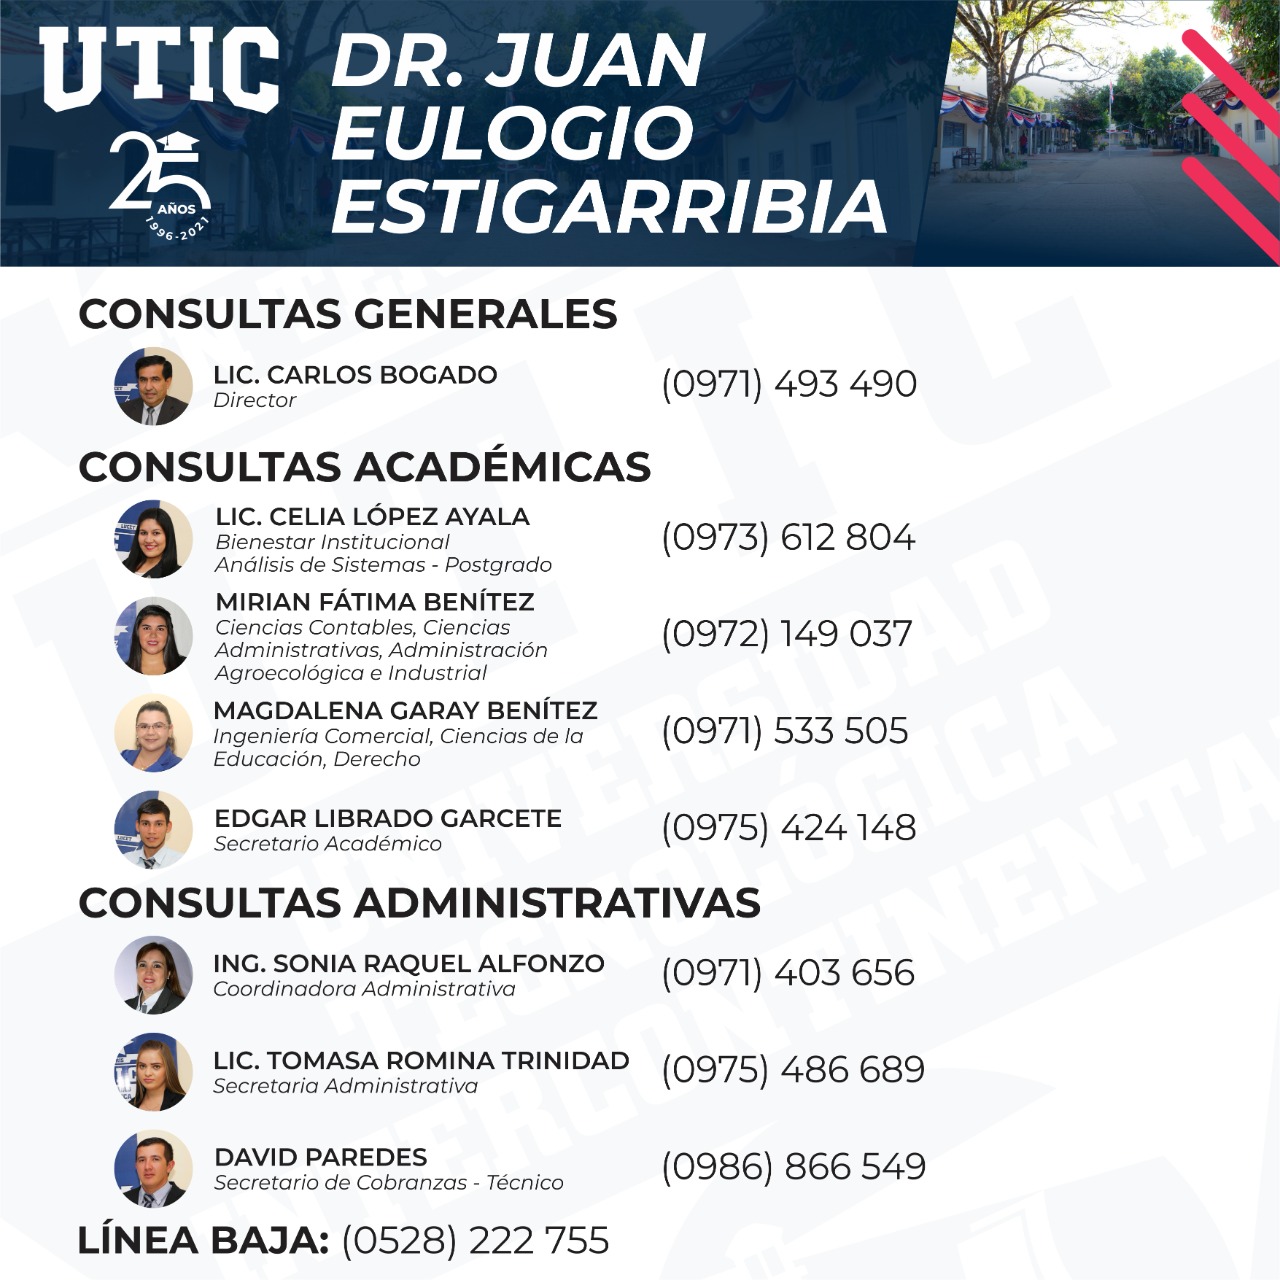 UTIC
25
AÑOS
1996-2021
DR. JUAN
EULOGIO
ESTIGARRIBIA
CONSULTAS GENERALES
LIC. CARLOS BOGADO
Director
(0971) 493 490
CONSULTAS ACADÉMICAS
LIC. CELIA LÓPEZ AYALA
Bienestar Institucional
Análisis de Sistemas - Postgrado
(0973) 612 804
MIRIAN FÁTIMA BENÍTEZ
Ciencias Contables, Ciencias
Administrativas, Administración
Agroecológica e Industrial
(0972) 149 037
MAGDALENA GARAY BENÍTEZ
Ingeniería Comercial, Ciencias de la
Educación, Derecho
(0971) 533 505
EDGAR LIBRADO GARCETE
Secretario Académico
(0975) 424 148
CONSULTAS ADMINISTRATIVAS
ING. SONIA RAQUEL ALFONZO
Coordinadora Administrativa
(0971) 403 656
LIC. TOMASA ROMINA TRINIDAD
Secretaria Administrativa
(0975) 486 689
DAVID PAREDES
Secretario de Cobranzas - Técnico
(0986) 866 549
LÍNEA BAJA: (0528) 222 755
UTIC
UNIVERSIDAD
TECNOLÓGICA
INTERCONTINENTAL